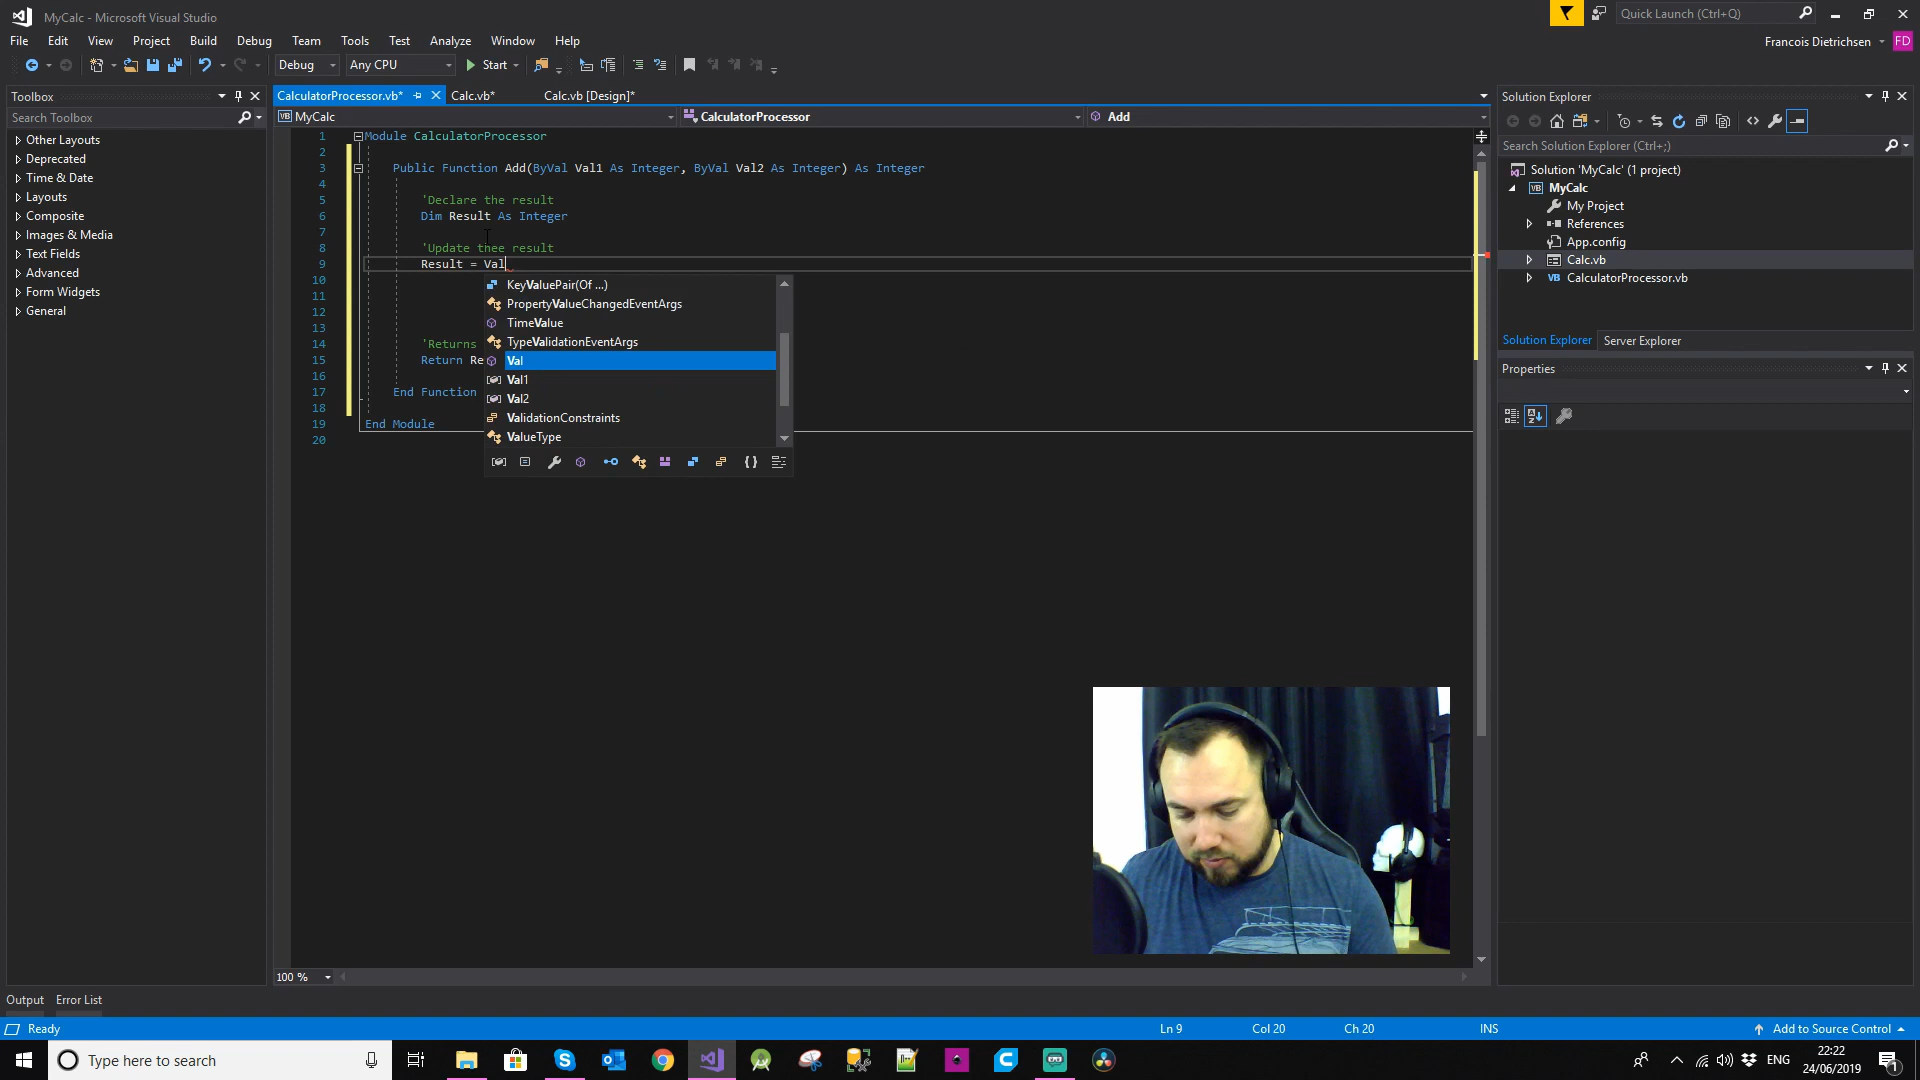 MyCalc - Microsoft Visual Studio
Quick Launch (Ctrl+Q)
File Edit View Project Build Debug Team Tools Test Analyze Window Help
Francois Dietrichsen FD
Debug Any CPU Start
Toolbox
Search Toolbox
Other Layouts
Deprecated
Time & Date
Layouts
Composite
Images & Media
Text Fields
Advanced
Form Widgets
General
CalculatorProcessor.vb* Calc.vb* Calc.vb [Design]*
VB MyCalc CalculatorProcessor Add
1 Module CalculatorProcessor
2
3 Public Function Add(ByVal Val1 As Integer, ByVal Val2 As Integer) As Integer
4
5 'Declare the result
6 Dim Result As Integer
7
8 'Update thee result
9 Result = Val
10
11
12
13
14 'Returns
15 Return Re
16
17 End Function
18
19 End Module
20
KeyValuePair(Of ...)
PropertyValueChangedEventArgs
TimeValue
TypeValidationEventArgs
Val
Val1
Val2
ValidationConstraints
ValueType
100 %
Solution Explorer
Search Solution Explorer (Ctrl+;)
Solution 'MyCalc' (1 project)
VB MyCalc
My Project
References
App.config
Calc.vb
VB CalculatorProcessor.vb
Solution Explorer Server Explorer
Properties
Output Error List
Ready Ln 9 Col 20 Ch 20 INS Add to Source Control
Type here to search
ENG
22:22
24/06/2019
1